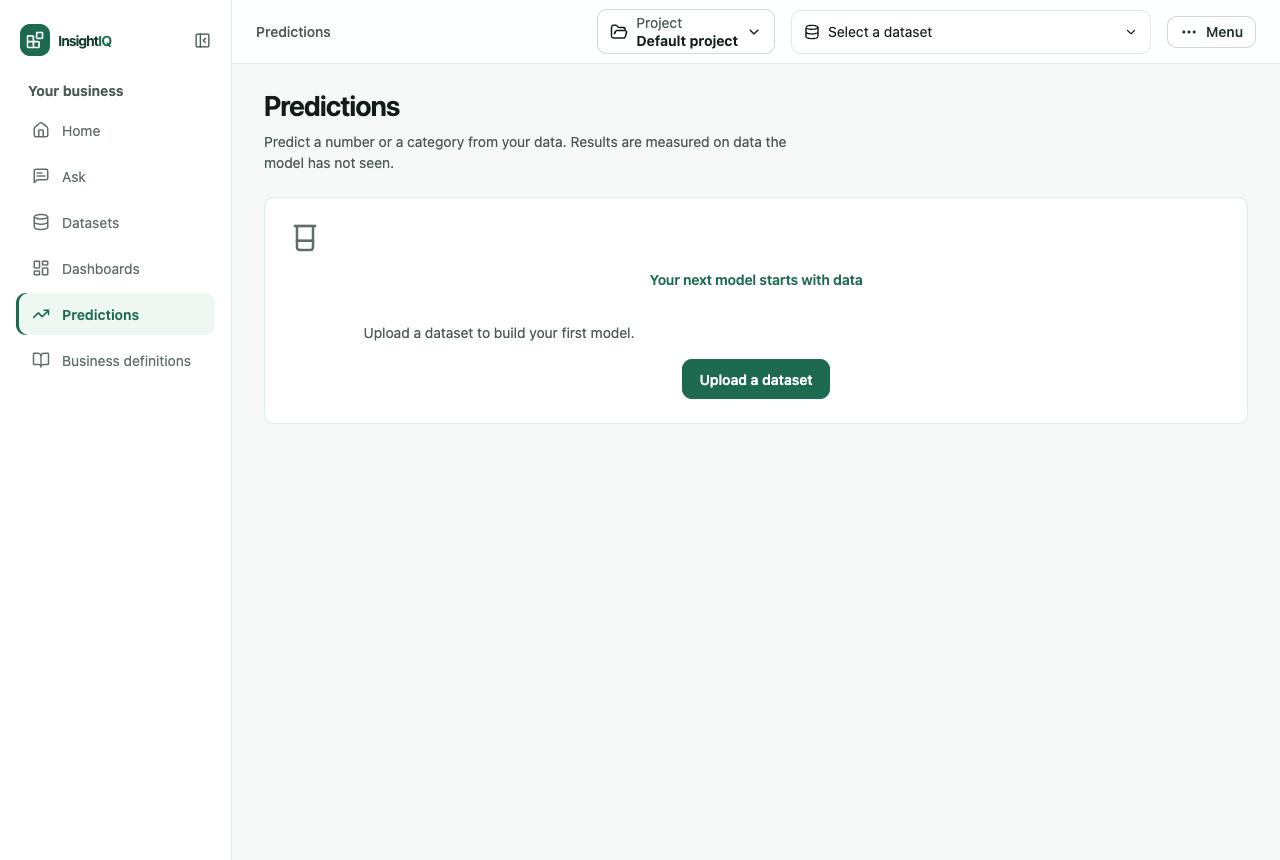 InsightIQ
Predictions
Project
Default project
Select a dataset
Menu
Your business
Home
Ask
Datasets
Dashboards
Predictions
Business definitions
Predictions
Predict a number or a category from your data. Results are measured on data the
model has not seen.
Your next model starts with data
Upload a dataset to build your first model.
Upload a dataset